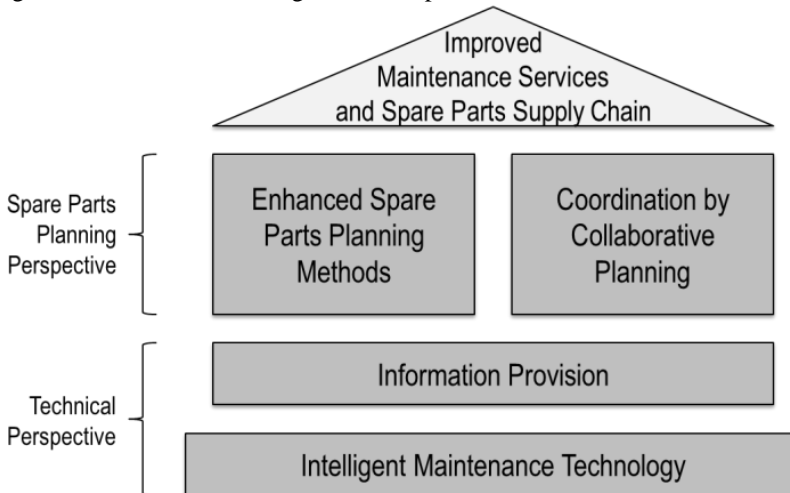 Improved
Maintenance Services
and Spare Parts Supply Chain
Spare Parts
Planning
Perspective
Enhanced Spare
Parts Planning
Methods
Coordination by
Collaborative
Planning
Technical
Perspective
Information Provision
Intelligent Maintenance Technology